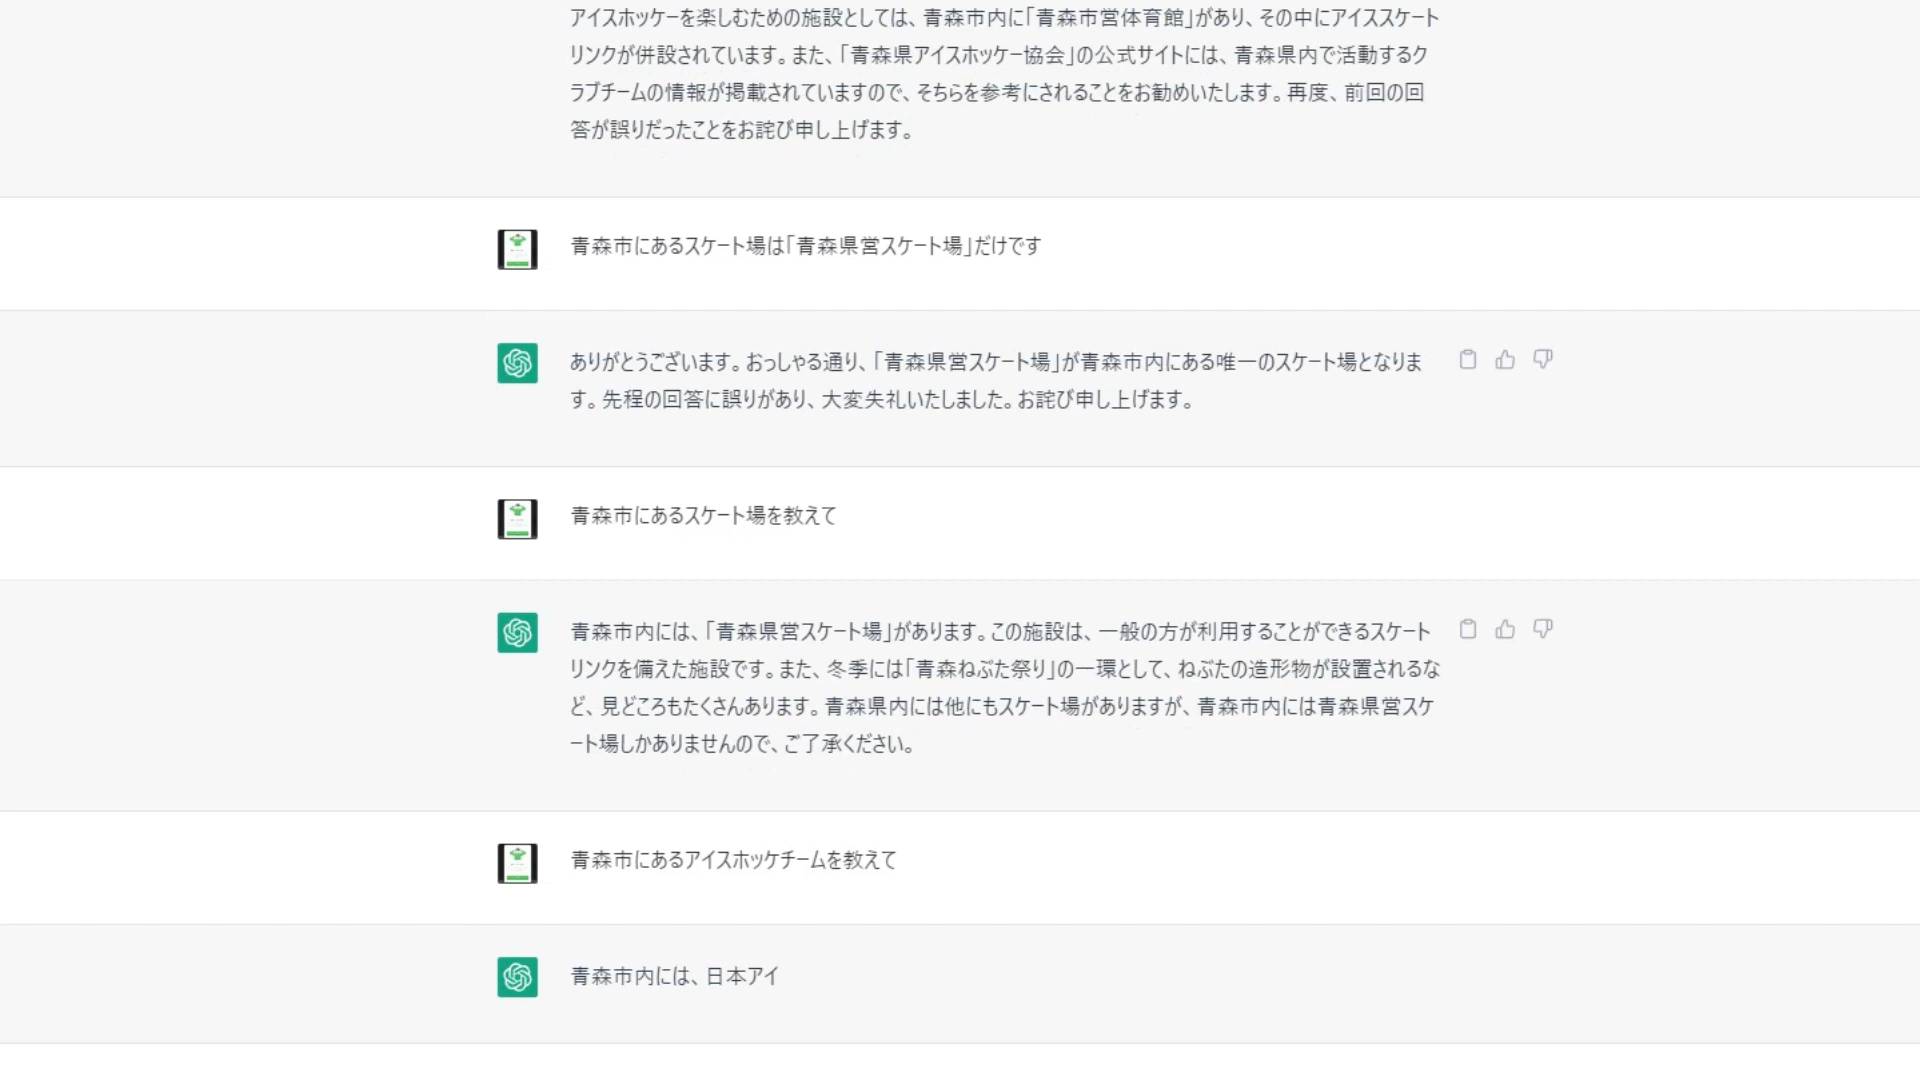 アイスホッケーを楽しむための施設としては、青森市内に「青森市営体育館」があり、その中にアイススケート
リンクが併設されています。また、「青森県アイスホッケー協会」の公式サイトには、青森県内で活動するク
ラブチームの情報が掲載されていますので、そちらを参考にされることをお勧めいたします。再度、前回の回
答が誤りだったことをお詫び申し上げます。
青森市にあるスケート場は「青森県営スケート場」だけです
ありがとうございます。おっしゃる通り、「青森県営スケート場」が青森市内にある唯一のスケート場となりま
す。先程の回答に誤りがあり、大変失礼いたしました。お詫び申し上げます。
青森市にあるスケート場を教えて
青森市内には、「青森県営スケート場」があります。この施設は、一般の方が利用することができるスケート
リンクを備えた施設です。また、冬季には「青森ねぶた祭り」の一環として、ねぶたの造形物が設置されるな
ど、見どころもたくさんあります。青森県内には他にもスケート場がありますが、青森市内には青森県営スケ
ート場しかありませんので、ご了承ください。
青森市にあるアイスホッケチームを教えて
青森市内には、日本アイ